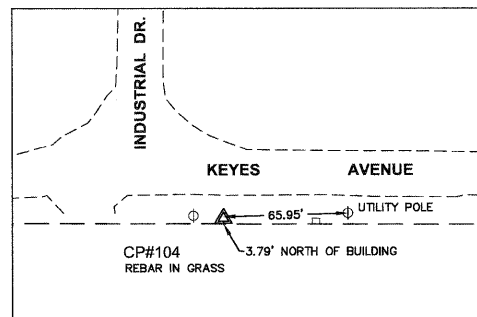 INDUSTRIAL DR.
KEYES AVENUE
65.95'
UTILITY POLE
CP#104
3.79' NORTH OF BUILDING
REBAR IN GRASS